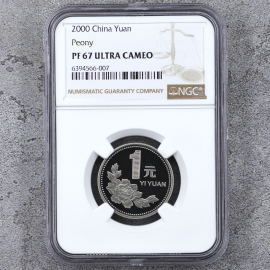 2000 China Yuan
Peony
PF 67 ULTRA CAMEO
6394566-007
NUMISMATIC GUARANTY COMPANY
NGC
1
元
YI YUAN